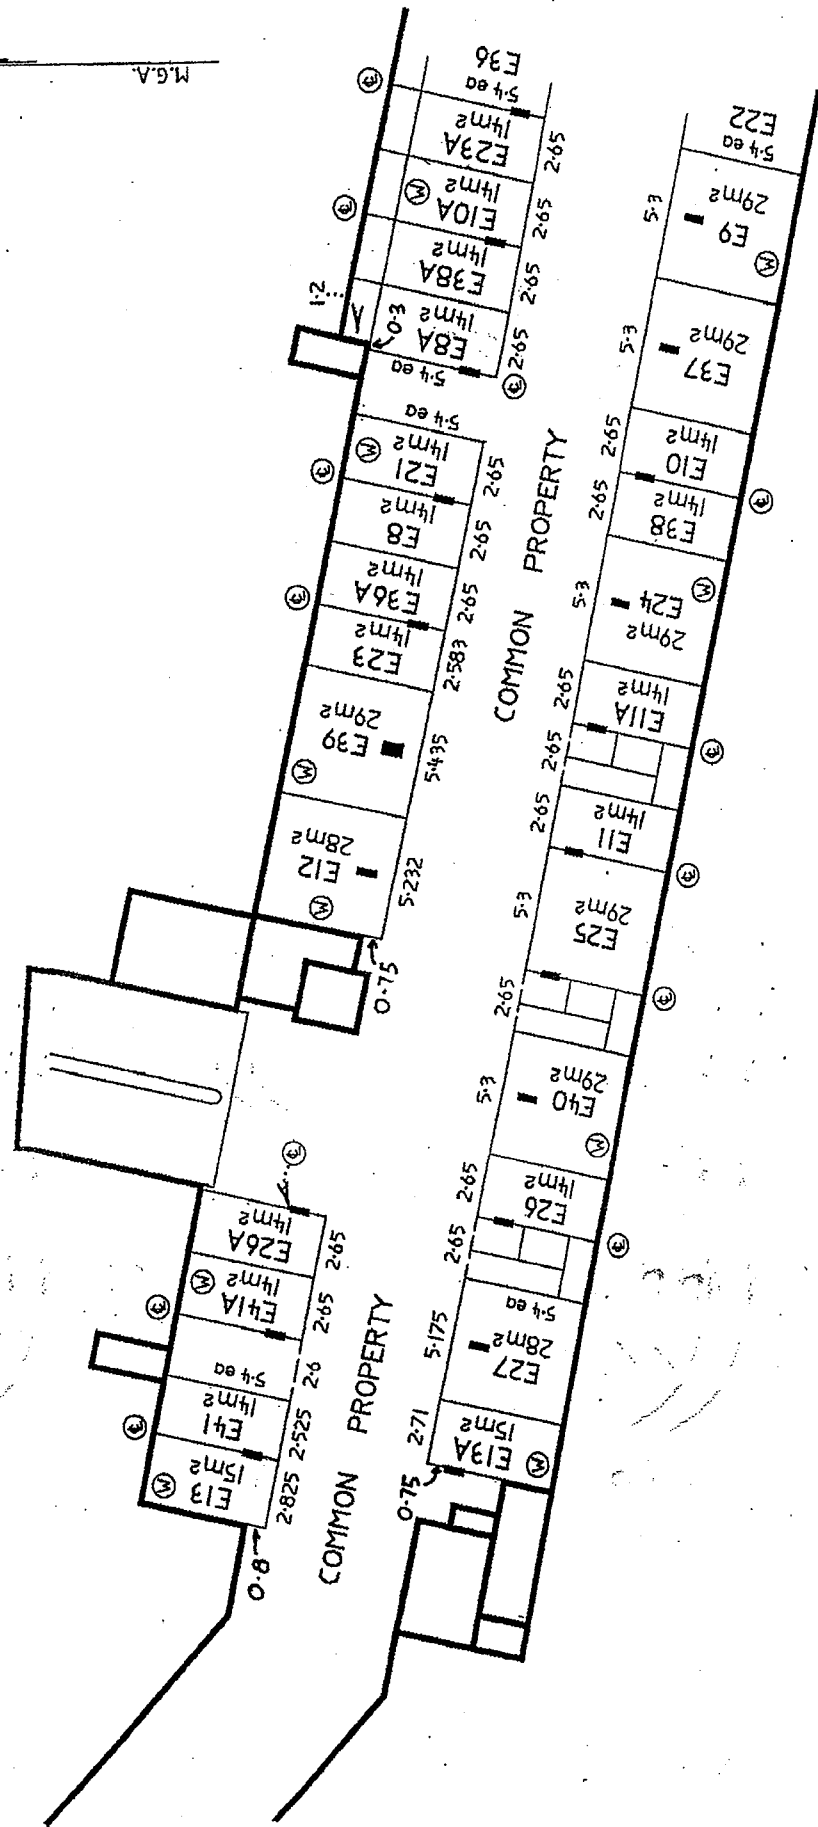 M.G.A.
E36
5·4 ea
E23A
14m²
2·65
E10A
14m²
W
2·65
E38A
14m²
2·65
E8A
14m²
2·65
1·2
0·3
5·4 ea
5·4 ea
E21
14m²
W
2·65
E8
14m²
2·65
E36A
14m²
2·65
E23
14m²
2·583
E39
29m²
W
5·435
E12
28m²
W
5·232
0·75
E26A
14m²
2·65
E41A
14m²
W
2·65
5·4 ea
2·6
E41
14m²
2·525
E13
15m²
W
2·825
0·8
COMMON PROPERTY
COMMON PROPERTY
E22
5·4 ea
E9
29m²
W
5·3
E37
29m²
5·3
E10
14m²
2·65
E38
14m²
2·65
E24
29m²
W
5·3
E11A
14m²
2·65
2·65
E11
14m²
2·65
E25
29m²
5·3
2·65
E40
29m²
W
5·3
E26
14m²
2·65
2·65
5·4 ea
E27
28m²
5·175
E13A
15m²
W
2·71
0·75